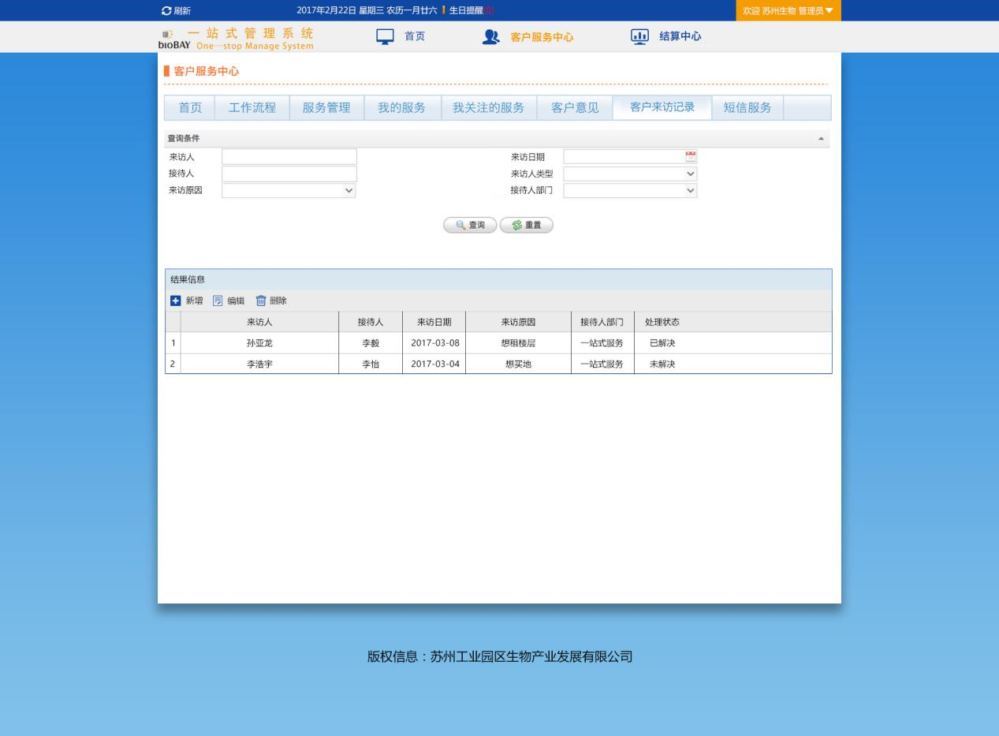 刷新 2017年2月22日 星期三 农历一月廿六 生日提醒(0) 欢迎 苏州生物 管理员
一站式管理系统 首页 客户服务中心 结算中心
bioBAY One-stop Manage System
客户服务中心
首页 工作流程 服务管理 我的服务 我关注的服务 客户意见 客户来访记录 短信服务
查询条件
来访人 来访日期
接待人 来访人类型
来访原因 接待人部门
查询 重置
结果信息
新增 编辑 删除
来访人 接待人 来访日期 来访原因 接待人部门 处理状态
1 孙亚龙 李毅 2017-03-08 想租楼层 一站式服务 已解决
2 李浩宇 李怡 2017-03-04 想买地 一站式服务 未解决
版权信息：苏州工业园区生物产业发展有限公司